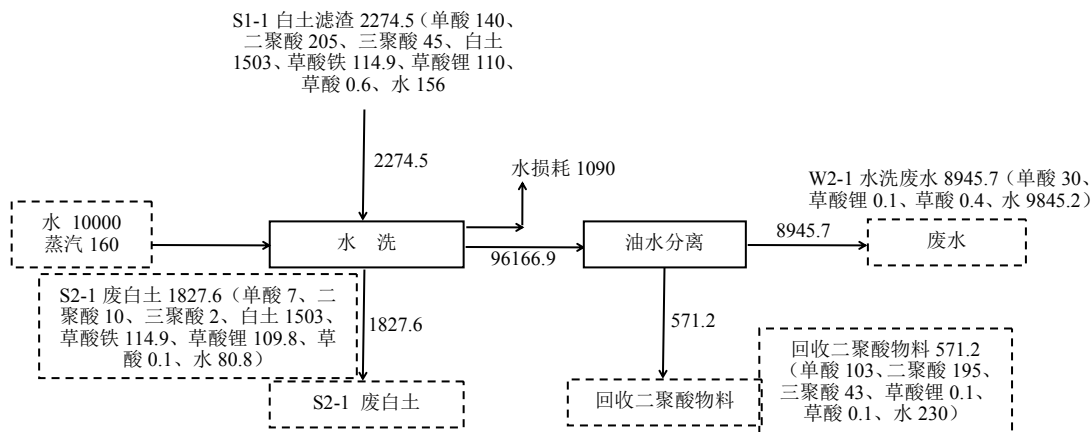 S1-1 白土滤渣 2274.5（单酸 140、
二聚酸 205、三聚酸 45、白土
1503、草酸铁 114.9、草酸锂 110、
草酸 0.6、水 156
2274.5
水损耗 1090
W2-1 水洗废水 8945.7（单酸 30、
草酸锂 0.1、草酸 0.4、水 9845.2）
水 10000
蒸汽 160
水 洗
96166.9
油水分离
8945.7
废水
S2-1 废白土 1827.6（单酸 7、二
聚酸 10、三聚酸 2、白土 1503、
草酸铁 114.9、草酸锂 109.8、草
酸 0.1、水 80.8）
1827.6
571.2
S2-1 废白土
回收二聚酸物料
回收二聚酸物料 571.2
（单酸 103、二聚酸 195、
三聚酸 43、草酸锂 0.1、
草酸 0.1、水 230）